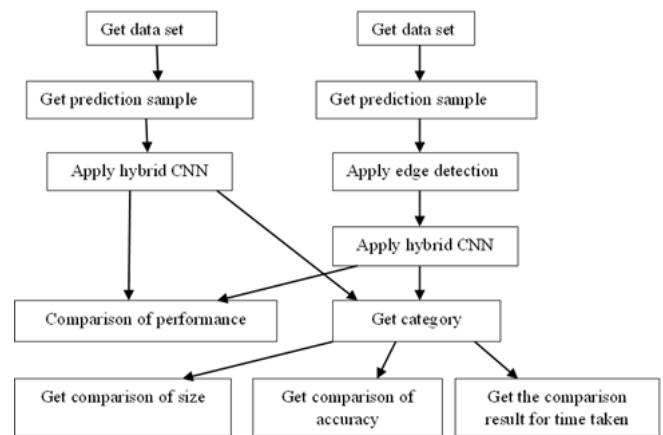 Get data set
Get data set
Get prediction sample
Get prediction sample
Apply hybrid CNN
Apply edge detection
Apply hybrid CNN
Comparison of performance
Get category
Get comparison of size
Get comparison of
accuracy
Get the comparison
result for time taken